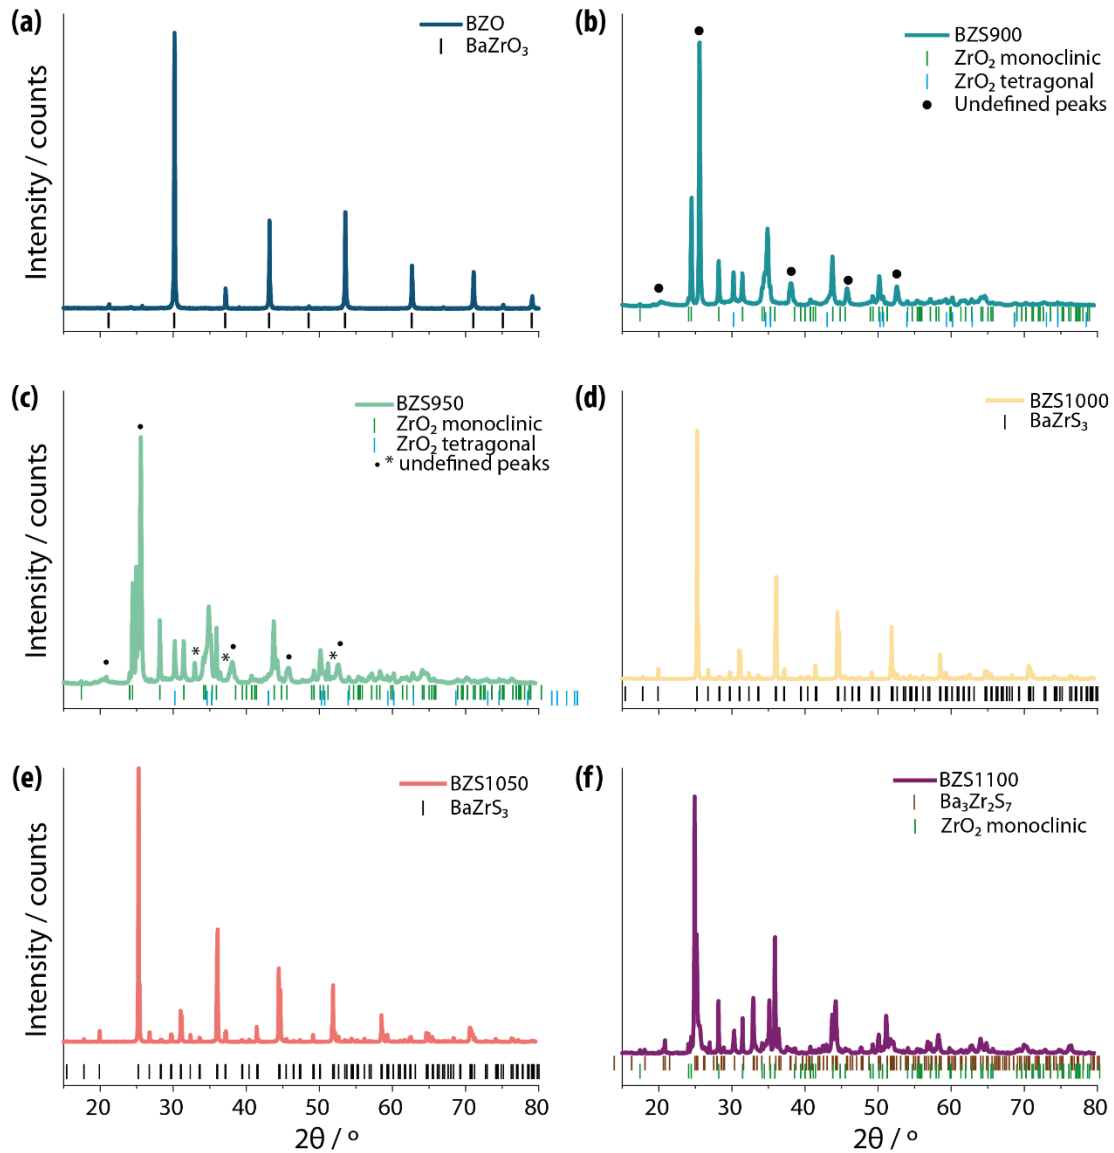 (a)
BZO
BaZrO₃
Intensity / counts
(b)
BZS900
ZrO₂ monoclinic
ZrO₂ tetragonal
Undefined peaks
(c)
BZS950
ZrO₂ monoclinic
ZrO₂ tetragonal
* undefined peaks
*
*
*
Intensity / counts
(d)
BZS1000
BaZrS₃
(e)
BZS1050
BaZrS₃
Intensity / counts
20 30 40 50 60 70 80
2θ / º
(f)
BZS1100
Ba₃Zr₂S₇
ZrO₂ monoclinic
20 30 40 50 60 70 80
2θ / º